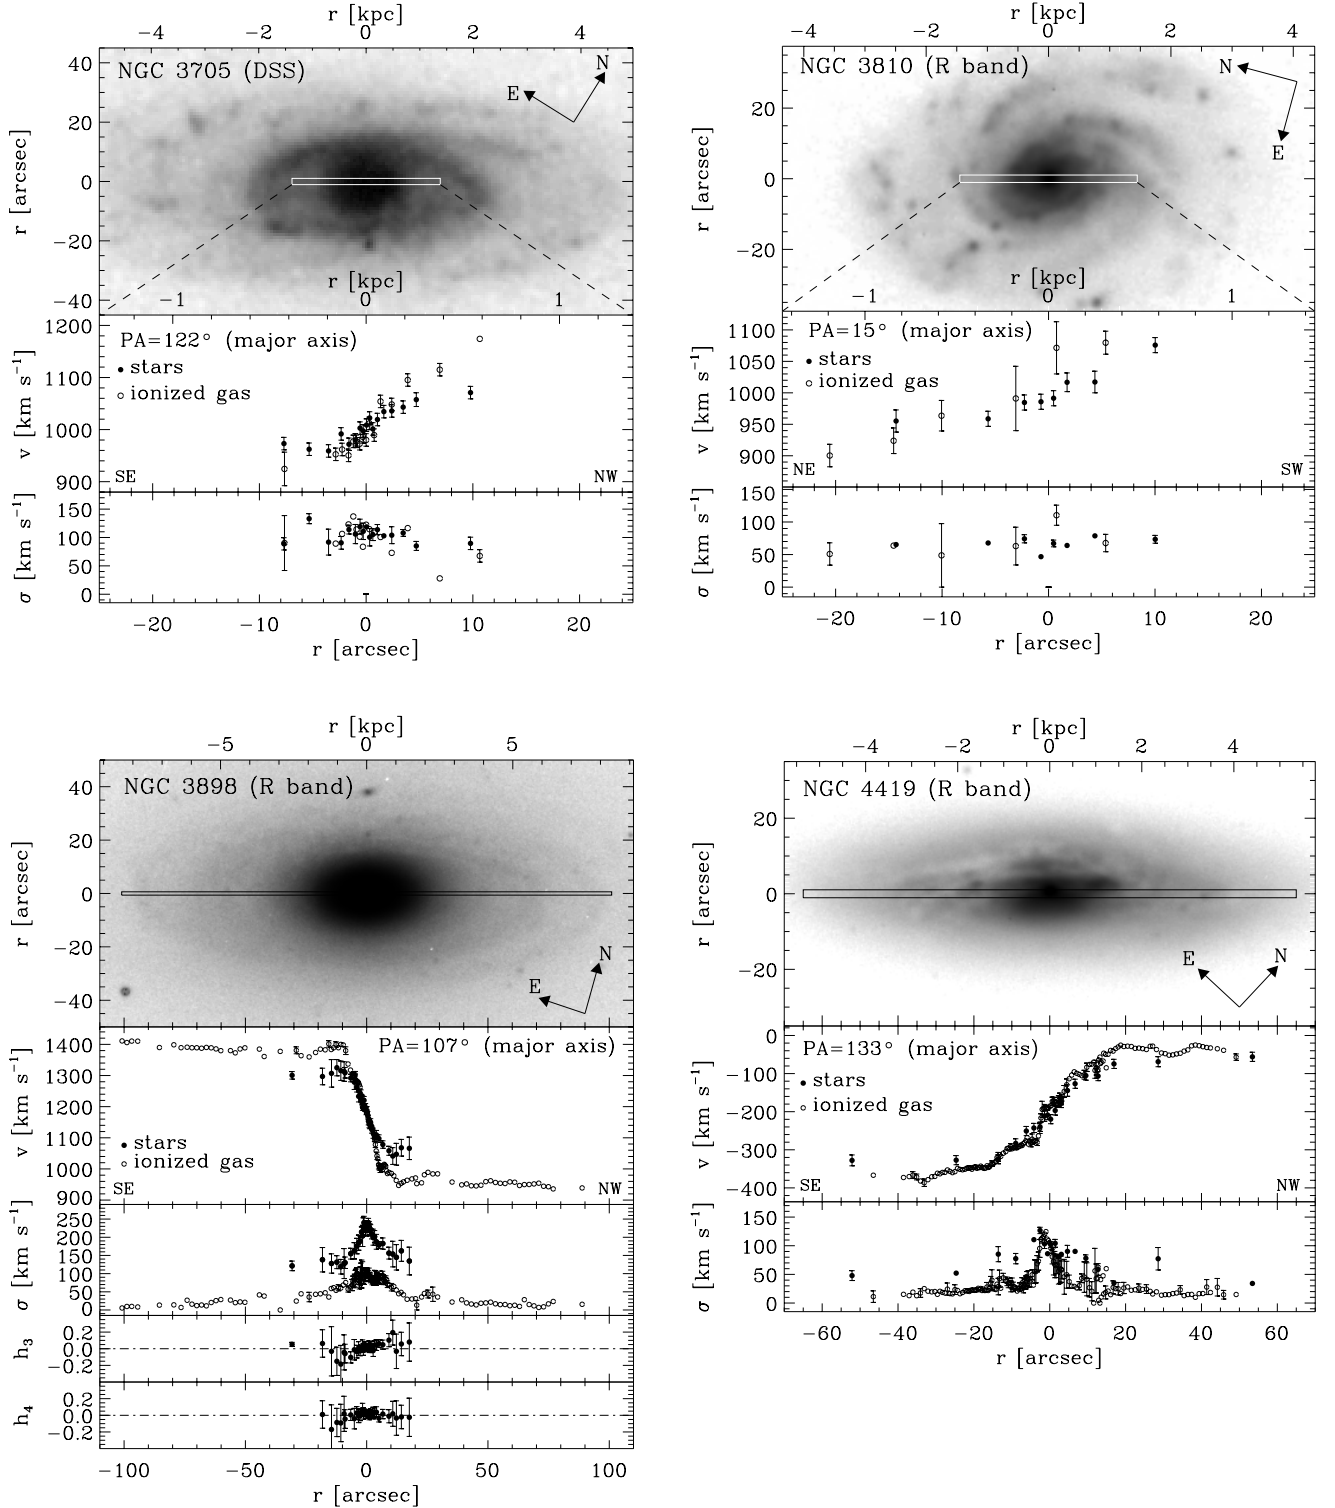 r [kpc]
−4 −2 0 2 4
NGC 3705 (DSS)
N
E
40
20
0
−20
−40
r [arcsec]
r [kpc]
−1 0 1
1200
1100
1000
900
v [km s−1]
PA=122° (major axis)
stars
ionized gas
SE NW
150
100
50
0
σ [km s−1]
−20 −10 0 10 20
r [arcsec]
r [kpc]
−4 −2 0 2 4
NGC 3810 (R band)
N
E
20
0
−20
r [arcsec]
r [kpc]
−1 0 1
1100
1050
1000
950
900
v [km s−1]
PA=15° (major axis)
stars
ionized gas
NE SW
150
100
50
0
σ [km s−1]
−20 −10 0 10 20
r [arcsec]
r [kpc]
−5 0 5
NGC 3898 (R band)
N
E
40
20
0
−20
−40
r [arcsec]
1400
1300
1200
1100
1000
900
v [km s−1]
PA=107° (major axis)
stars
ionized gas
SE NW
250
200
150
100
50
0
σ [km s−1]
0.2
0.0
−0.2
h3
0.2
0.0
−0.2
h4
−100 −50 0 50 100
r [arcsec]
r [kpc]
−4 −2 0 2 4
NGC 4419 (R band)
E
N
20
0
−20
r [arcsec]
0
−100
−200
−300
−400
v [km s−1]
PA=133° (major axis)
stars
ionized gas
SE NW
150
100
50
0
σ [km s−1]
−60 −40 −20 0 20 40 60
r [arcsec]